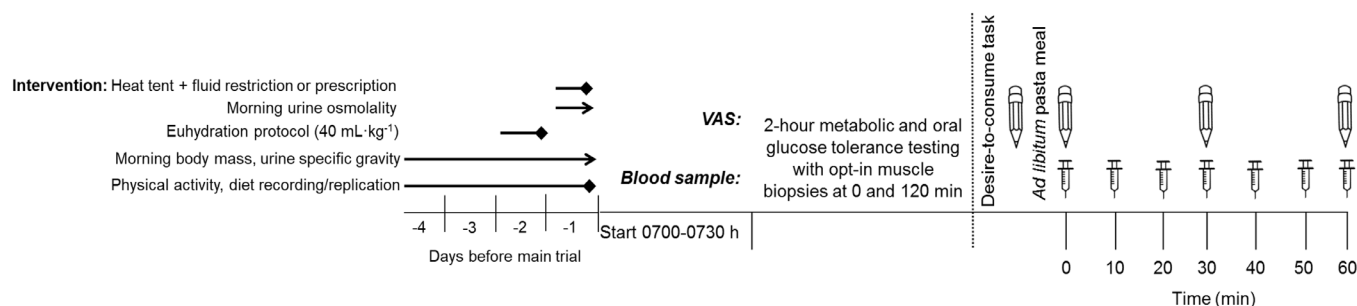 Intervention: Heat tent + fluid restriction or prescription
Morning urine osmolality
Euhydration protocol (40 mL·kg⁻¹)
Morning body mass, urine specific gravity
Physical activity, diet recording/replication
-4 -3 -2 -1
Days before main trial
Start 0700-0730 h
VAS:
Blood sample:
2-hour metabolic and oral
glucose tolerance testing
with opt-in muscle
biopsies at 0 and 120 min
Desire-to-consume task
Ad libitum pasta meal
0 10 20 30 40 50 60
Time (min)